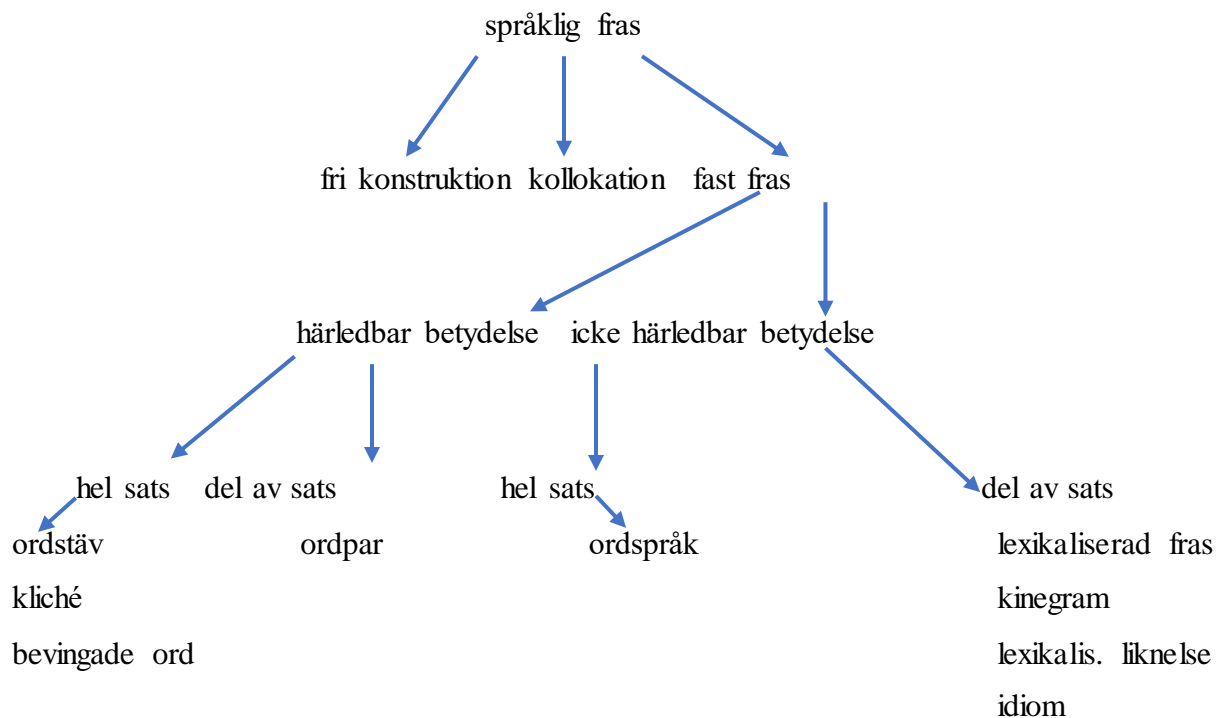 språklig fras
fri konstruktion kollokation fast fras
härledbar betydelse icke härledbar betydelse
hel sats del av sats hel sats del av sats
ordstäv ordpar ordspråk lexikaliserad fras
kliché kinegram
bevingade ord lexikalis. liknelse
idiom